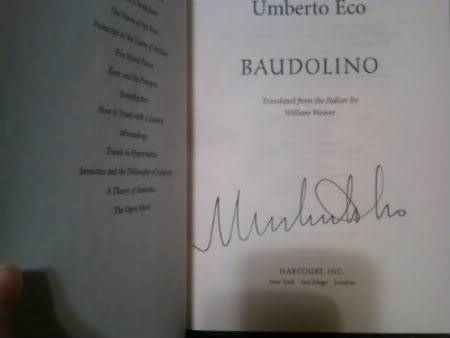 The Name of the Rose
Postscript to the Name of the Rose
Five Moral Pieces
Kant and the Platypus
Serendipities
How to Travel with a Salmon
Misreadings
Travels in Hyperreality
Semiotics and the Philosophy of Language
A Theory of Semiotics
The Open Work
Umberto Eco
BAUDOLINO
Translated from the Italian by
William Weaver
HARCOURT, INC.
New York San Diego London